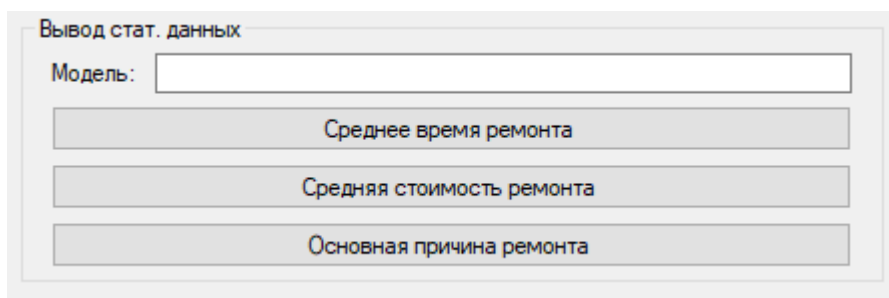 Вывод стат. данных
Модель:
Среднее время ремонта
Средняя стоимость ремонта
Основная причина ремонта